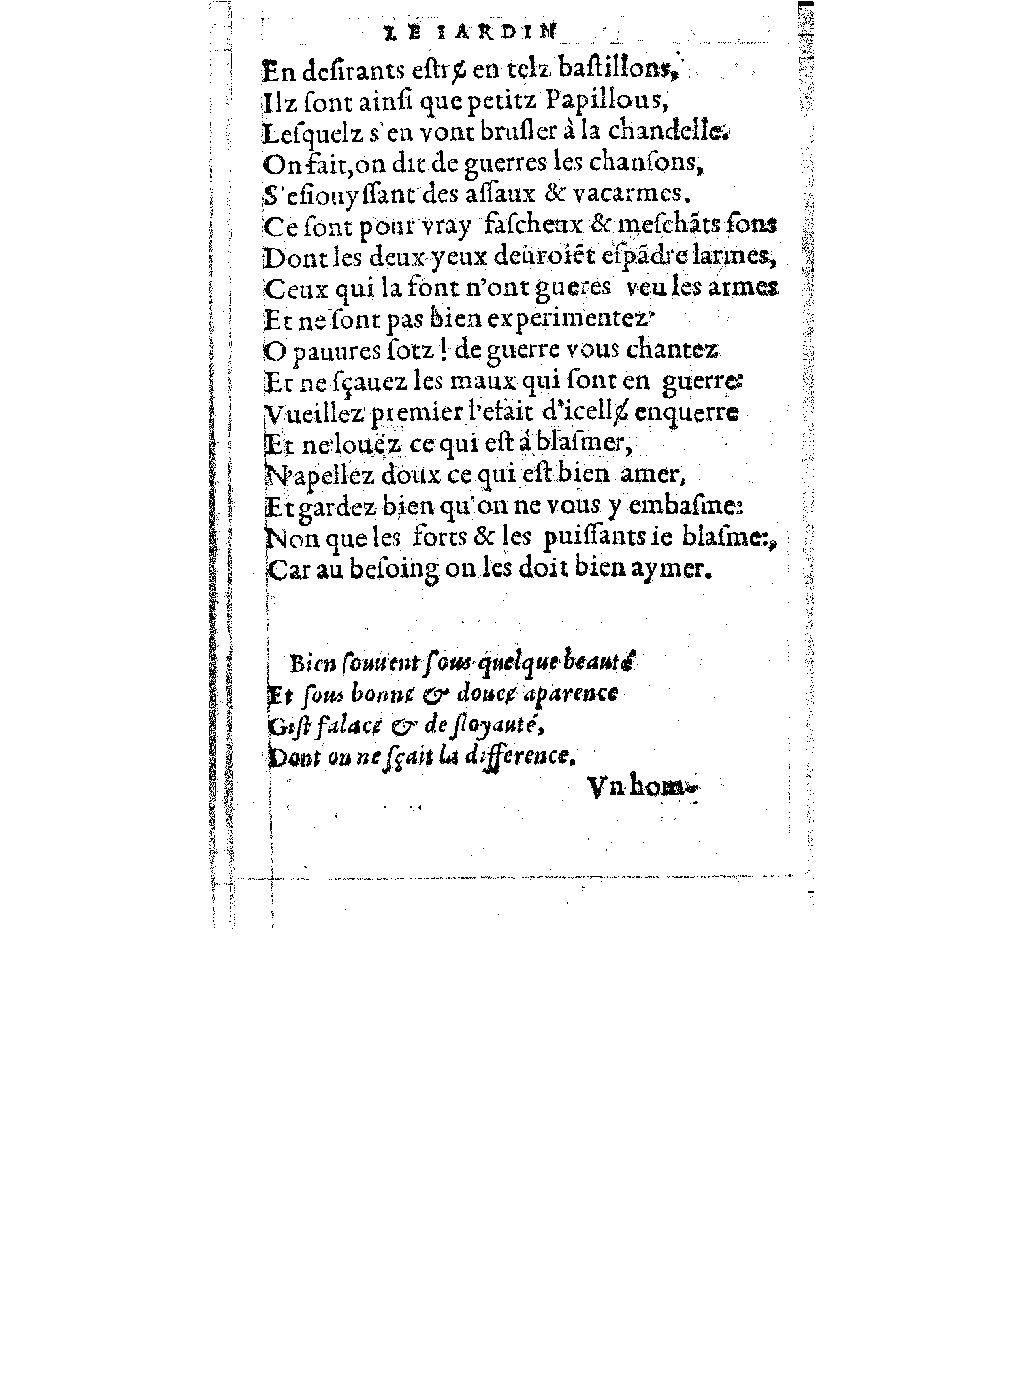 LE IARDIN
En deſirants eſtrɇ en telz baſtillons,
Ilz ſont ainſi que petitz Papillous,
Leſquelz s'en vont bruſler à la chandelle.
On fait, on dit de guerres les chanſons,
S'eſiouyſſant des aſſaux & vacarmes.
Ce ſont pour vray faſcheux & meſchãts ſons
Dont les deux yeux deuroiẽt eſpãdre larmes,
Ceux qui la font n'ont gueres veu les armes
Et ne ſont pas bien experimentez
O pauures ſotz! de guerre vous chantez
Et ne ſçauez les maux qui ſont en guerre:
Vueillez premier l'efait d'icellɇ enquerre
Et ne louëz ce qui eſt á blaſmer,
N'apellez doux ce qui eſt bien amer,
Et gardez bien qu'on ne vous y embaſme:
Non que les forts & les puiſſants ie blaſme:,
Car au beſoing on les doit bien aymer.
Bien ſouuent ſous quelque beauté
Et ſous bonnɇ & doucɇ aparence
Giſt falacɇ & deſloyauté,
Dont on ne ſçait la difference.
Vn hom-